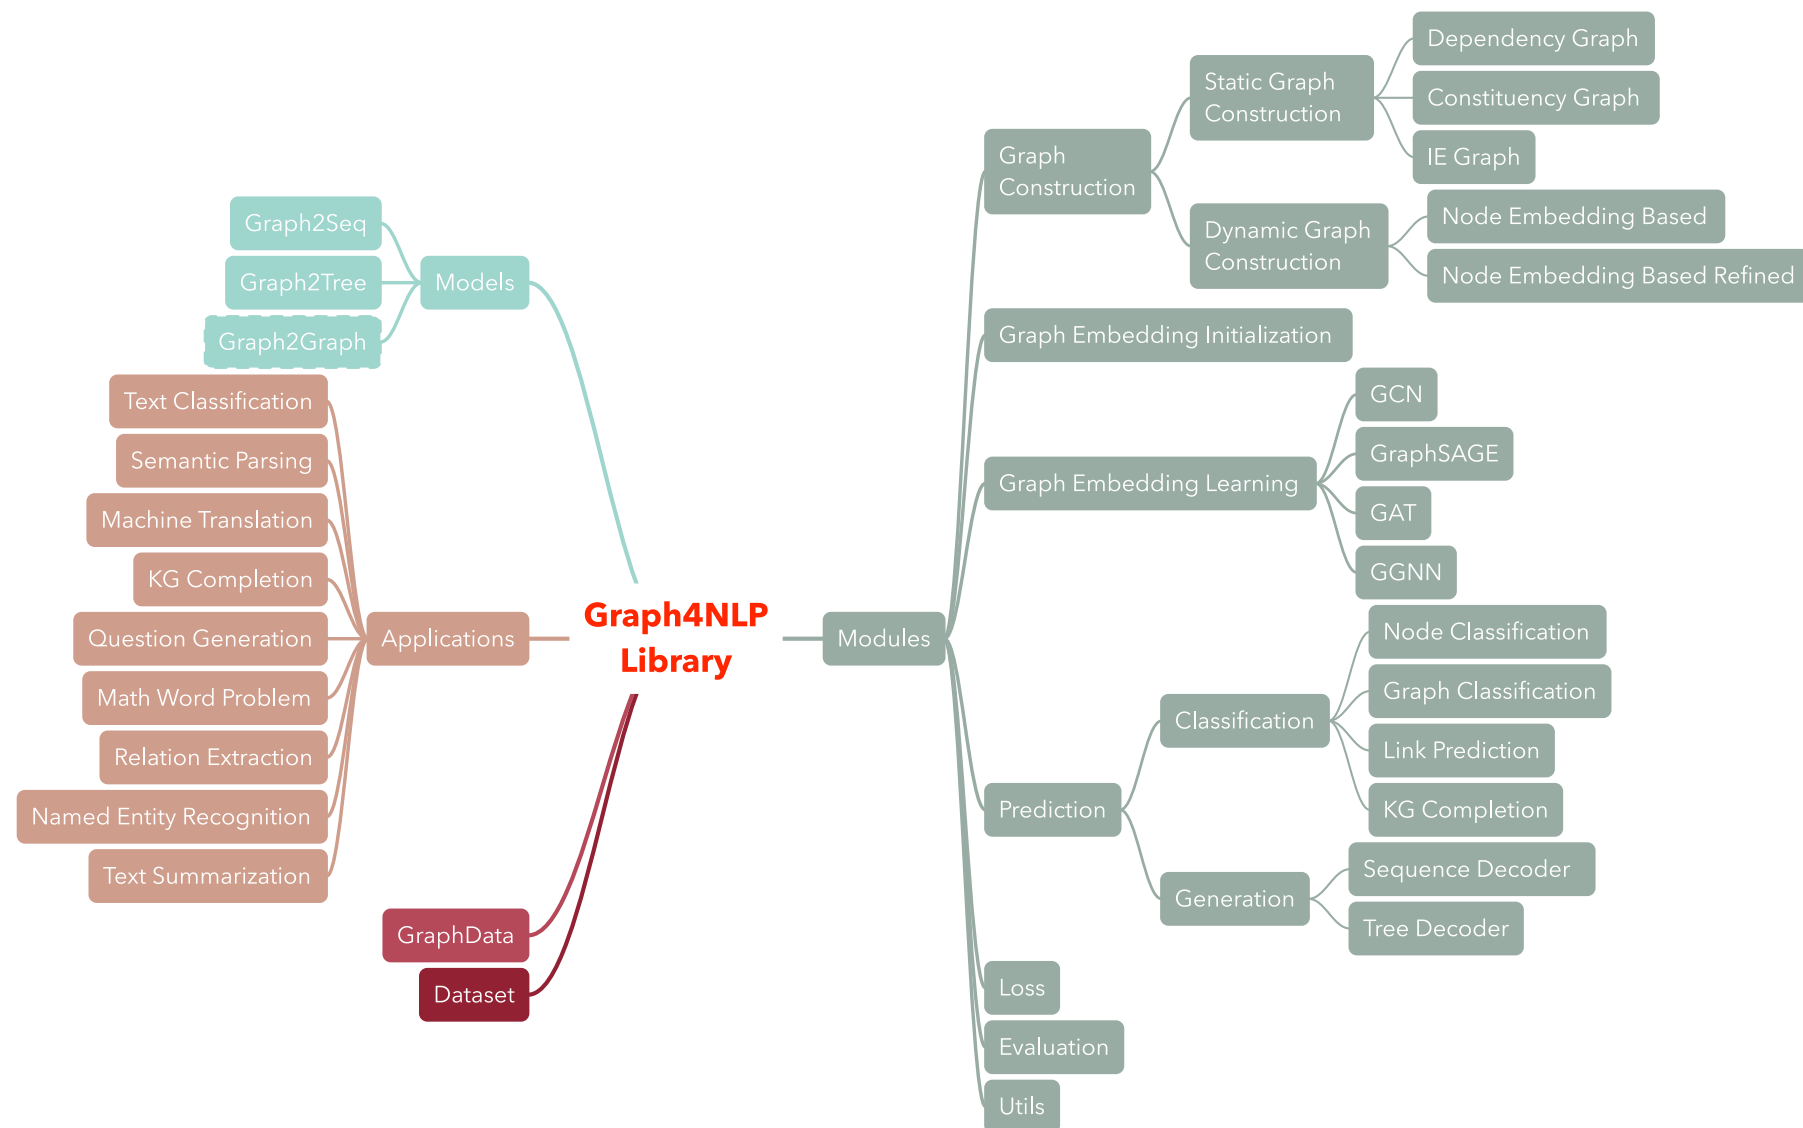 Graph4NLP
Library
Models
Graph2Seq
Graph2Tree
Graph2Graph
Applications
Text Classification
Semantic Parsing
Machine Translation
KG Completion
Question Generation
Math Word Problem
Relation Extraction
Named Entity Recognition
Text Summarization
GraphData
Dataset
Modules
Graph
Construction
Static Graph
Construction
Dependency Graph
Constituency Graph
IE Graph
Dynamic Graph
Construction
Node Embedding Based
Node Embedding Based Refined
Graph Embedding Initialization
Graph Embedding Learning
GCN
GraphSAGE
GAT
GGNN
Prediction
Classification
Node Classification
Graph Classification
Link Prediction
KG Completion
Generation
Sequence Decoder
Tree Decoder
Loss
Evaluation
Utils